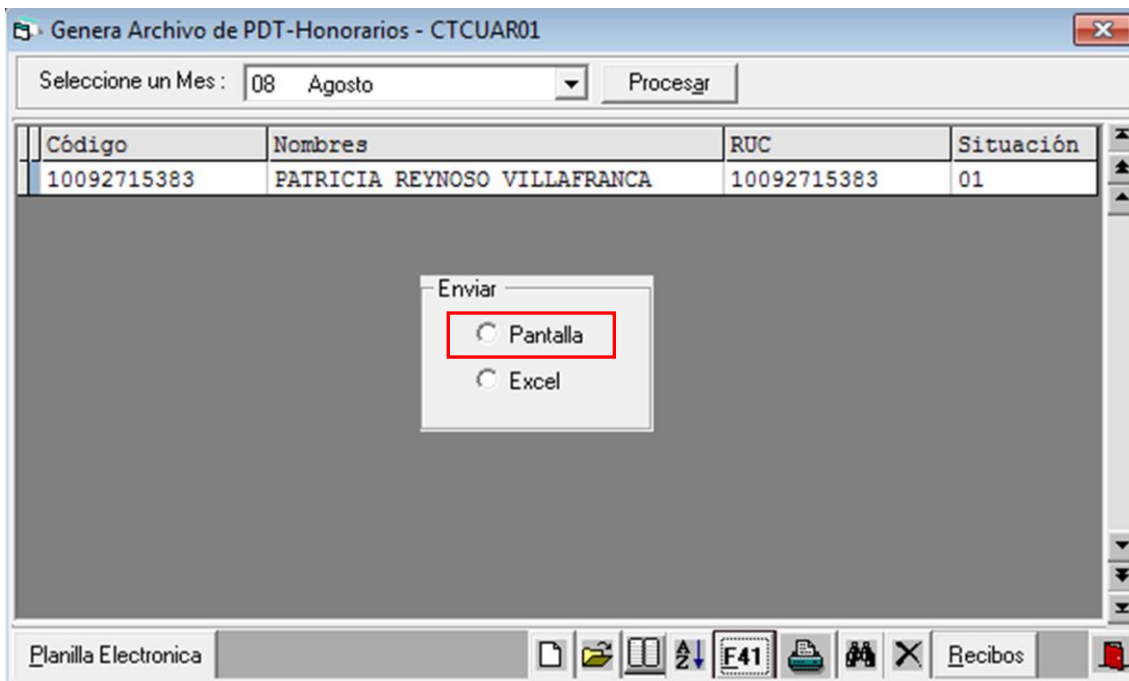 Genera Archivo de PDT-Honorarios - CTCUAR01
Seleccione un Mes : 08 Agosto Procesar
Código Nombres RUC Situación
10092715383 PATRICIA REYNOSO VILLAFRANCA 10092715383 01
Enviar
Pantalla
Excel
Planilla Electronica F41 Recibos